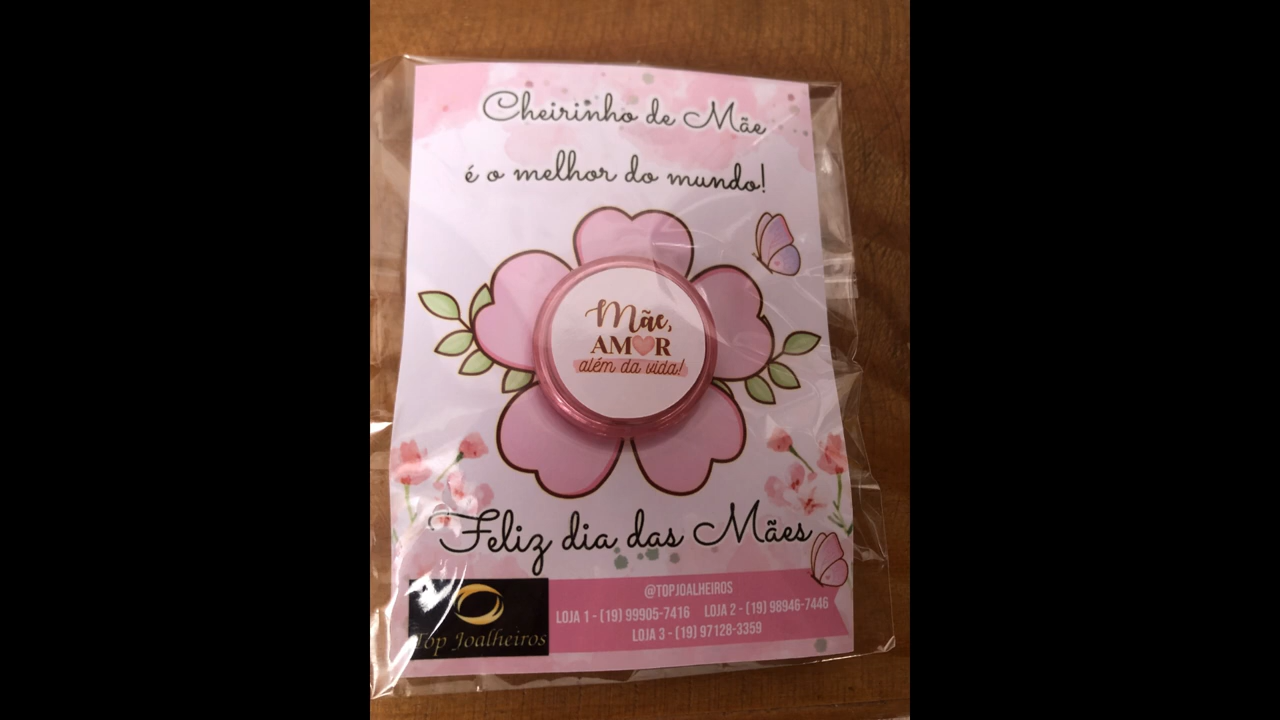 Cheirinho de Mãe
é o melhor do mundo!
Mãe,
AMOR
além da vida!
Feliz dia das Mães
Top Joalheiros
@TOPJOALHEIROS
LOJA 1 - (19) 99905-7416 LOJA 2 - (19) 98946-7446
LOJA 3 - (19) 97128-3359